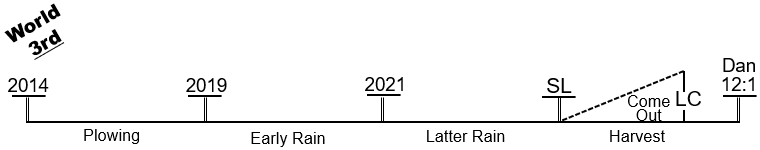 World
3rd
2014
2019
2021
SL
Come
Out
LC
Dan
12:1
Plowing
Early Rain
Latter Rain
Harvest